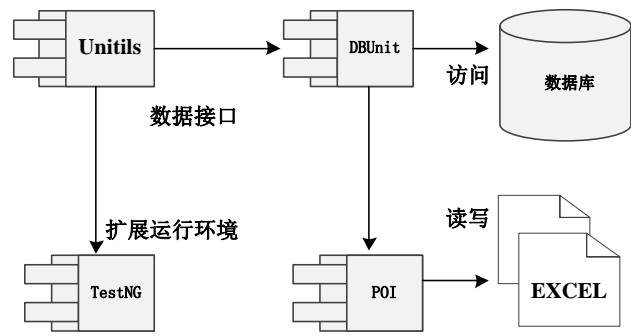 Unitils
DBUnit
访问
数据库
数据接口
扩展运行环境
读写
TestNG
POI
EXCEL